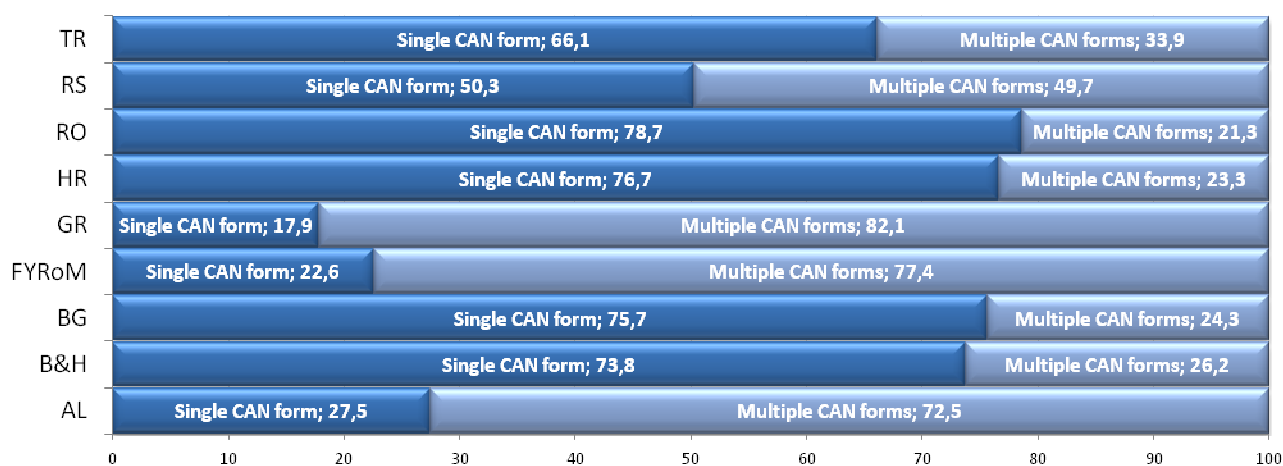 TR Single CAN form; 66,1 Multiple CAN forms; 33,9
RS Single CAN form; 50,3 Multiple CAN forms; 49,7
RO Single CAN form; 78,7 Multiple CAN forms; 21,3
HR Single CAN form; 76,7 Multiple CAN forms; 23,3
GR Single CAN form; 17,9 Multiple CAN forms; 82,1
FYRoM Single CAN form; 22,6 Multiple CAN forms; 77,4
BG Single CAN form; 75,7 Multiple CAN forms; 24,3
B&H Single CAN form; 73,8 Multiple CAN forms; 26,2
AL Single CAN form; 27,5 Multiple CAN forms; 72,5
0 10 20 30 40 50 60 70 80 90 100